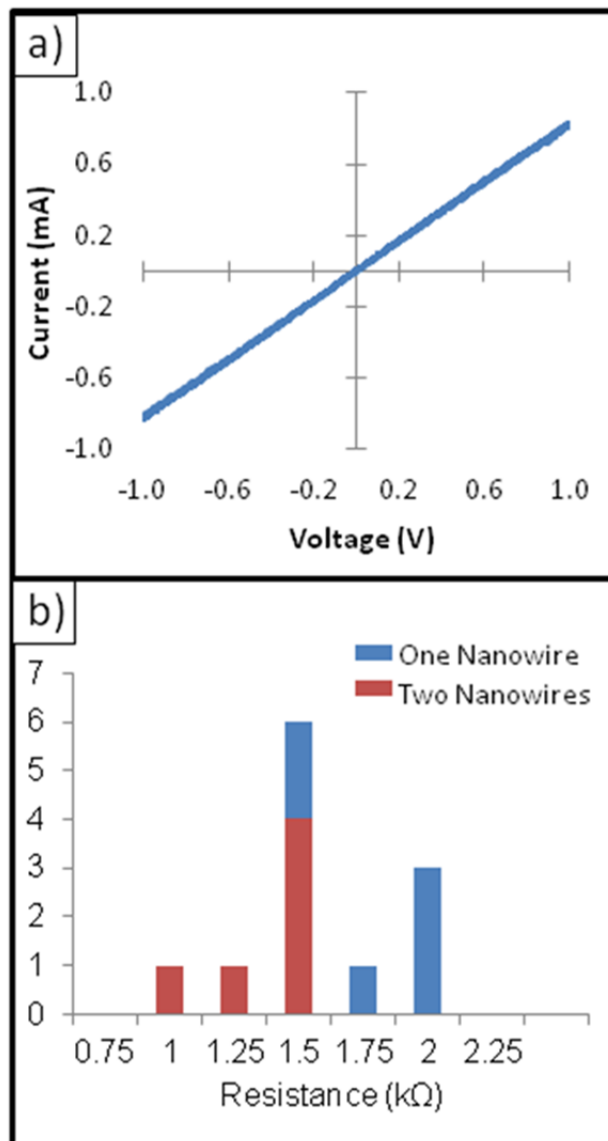 a)
1.0
0.6
0.2
-0.2
-0.6
-1.0
Current (mA)
-1.0 -0.6 -0.2 0.2 0.6 1.0
Voltage (V)
b)
One Nanowire
Two Nanowires
7
6
5
4
3
2
1
0
0.75 1 1.25 1.5 1.75 2 2.25
Resistance (kΩ)